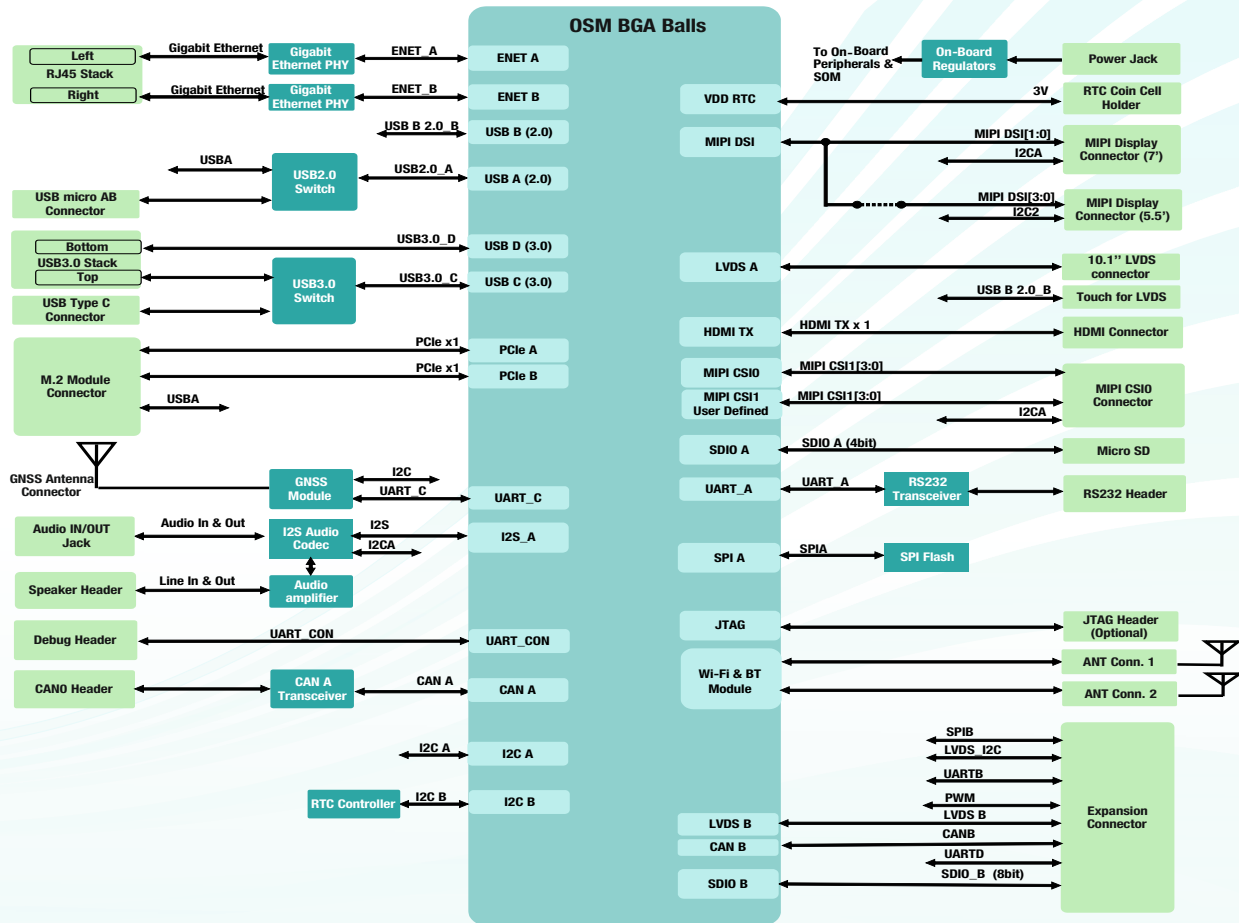 OSM BGA Balls
Left
RJ45 Stack
Right
Gigabit Ethernet
Gigabit
Ethernet PHY
ENET_A
ENET A
Gigabit Ethernet
Gigabit
Ethernet PHY
ENET_B
ENET B
USB B 2.0_B
USB B (2.0)
USBA
USB2.0
Switch
USB2.0_A
USB A (2.0)
USB micro AB
Connector
Bottom
USB3.0 Stack
Top
USB3.0_D
USB D (3.0)
USB3.0
Switch
USB3.0_C
USB C (3.0)
USB Type C
Connector
M.2 Module
Connector
PCIe x1
PCIe A
PCIe x1
PCIe B
USBA
GNSS Antenna
Connector
GNSS
Module
I2C
UART_C
UART_C
Audio IN/OUT
Jack
Audio In & Out
I2S Audio
Codec
I2S
I2S_A
I2CA
Speaker Header
Line In & Out
Audio
amplifier
Debug Header
UART_CON
UART_CON
CAN0 Header
CAN A
Transceiver
CAN A
CAN A
I2C A
I2C A
RTC Controller
I2C B
I2C B
To On-Board
Peripherals &
SOM
On-Board
Regulators
Power Jack
VDD RTC
3V
RTC Coin Cell
Holder
MIPI DSI
MIPI DSI[1:0]
I2CA
MIPI Display
Connector (7')
MIPI DSI[3:0]
I2C2
MIPI Display
Connector (5.5')
LVDS A
10.1'' LVDS
connector
USB B 2.0_B
Touch for LVDS
HDMI TX
HDMI TX x 1
HDMI Connector
MIPI CSI0
MIPI CSI1[3:0]
MIPI CSI1
User Defined
MIPI CSI1[3:0]
I2CA
MIPI CSI0
Connector
SDIO A
SDIO A (4bit)
Micro SD
UART_A
UART_A
RS232
Transceiver
RS232 Header
SPI A
SPIA
SPI Flash
JTAG
JTAG Header
(Optional)
Wi-Fi & BT
Module
ANT Conn. 1
ANT Conn. 2
SPIB
LVDS_I2C
UARTB
PWM
LVDS B
LVDS B
CANB
CAN B
UARTD
SDIO_B (8bit)
SDIO B
Expansion
Connector